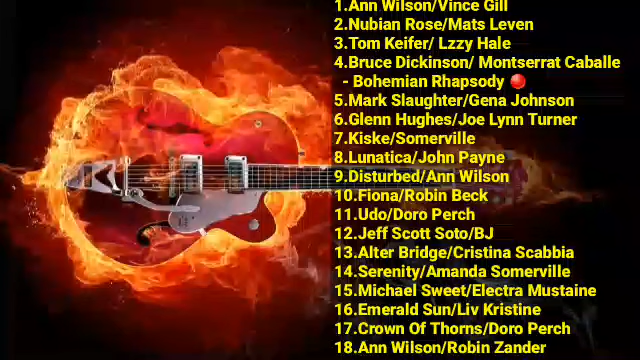 1.Ann Wilson/Vince Gill
2.Nubian Rose/Mats Leven
3.Tom Keifer/ Lzzy Hale
4.Bruce Dickinson/ Montserrat Caballe
- Bohemian Rhapsody
5.Mark Slaughter/Gena Johnson
6.Glenn Hughes/Joe Lynn Turner
7.Kiske/Somerville
8.Lunatica/John Payne
9.Disturbed/Ann Wilson
10.Fiona/Robin Beck
11.Udo/Doro Perch
12.Jeff Scott Soto/BJ
13.Alter Bridge/Cristina Scabbia
14.Serenity/Amanda Somerville
15.Michael Sweet/Electra Mustaine
16.Emerald Sun/Liv Kristine
17.Crown Of Thorns/Doro Perch
18.Ann Wilson/Robin Zander